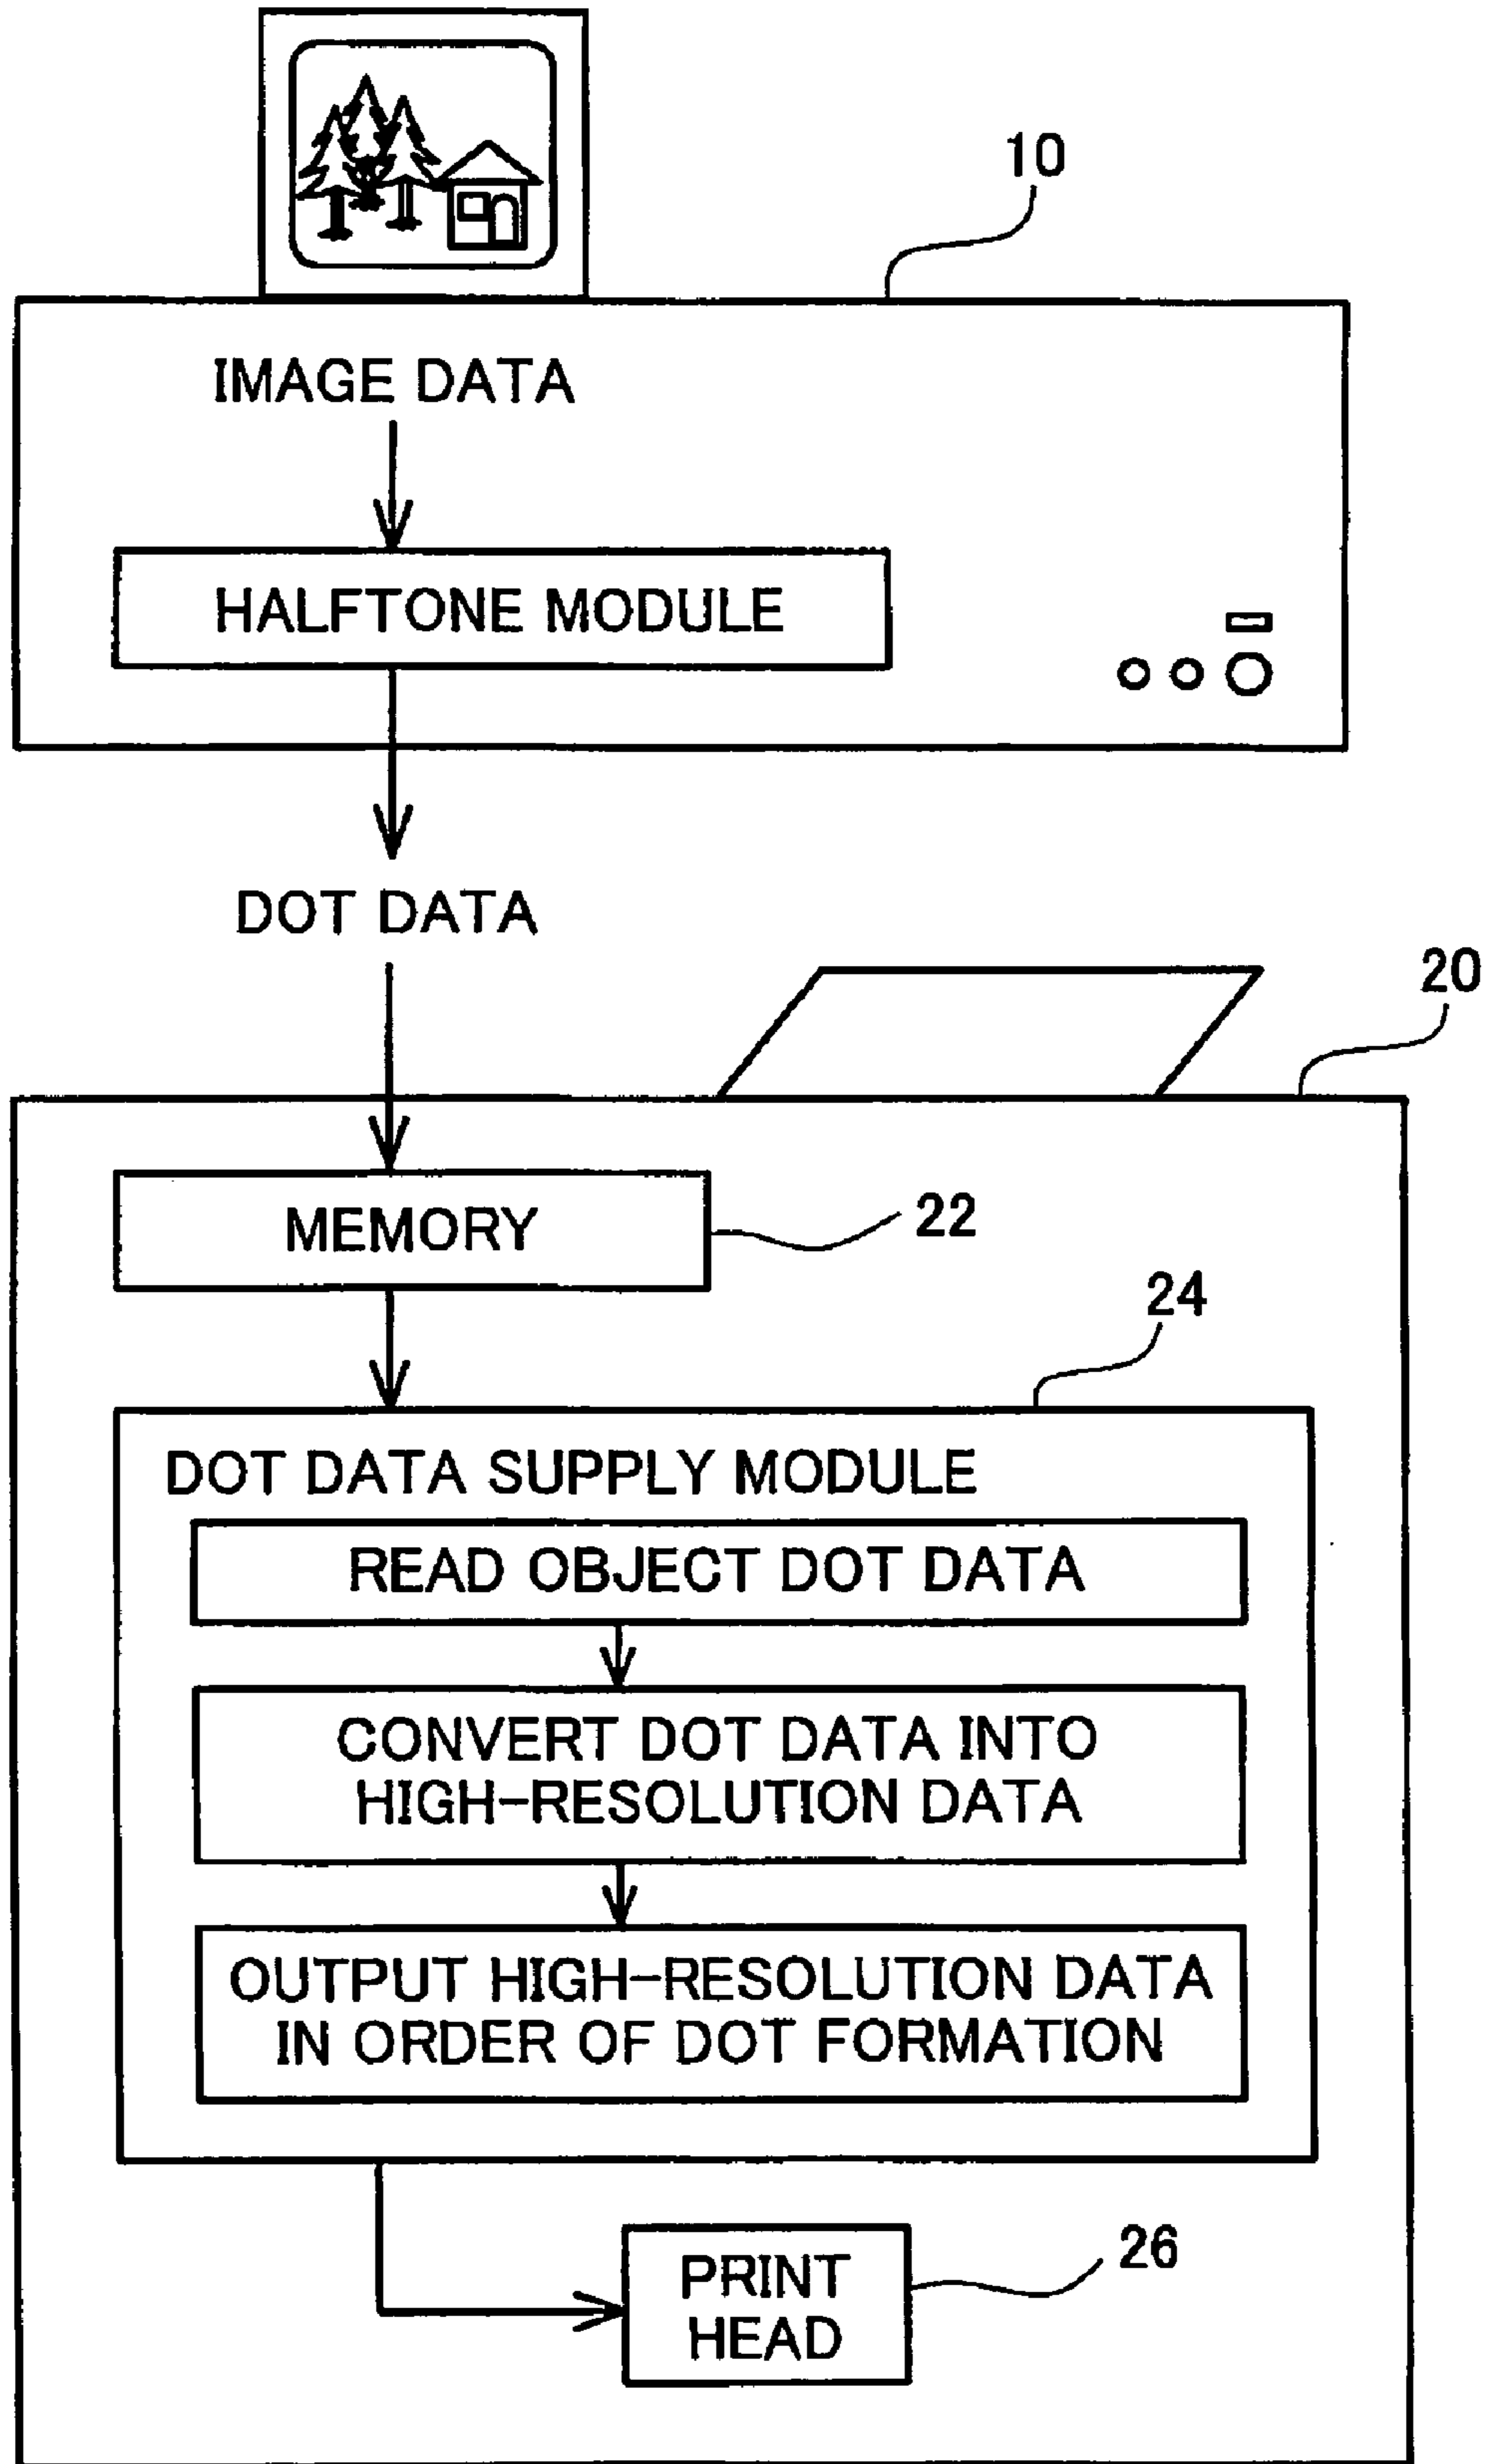 10
IMAGE DATA
HALFTONE MODULE
DOT DATA
20
MEMORY
22
24
DOT DATA SUPPLY MODULE
READ OBJECT DOT DATA
CONVERT DOT DATA INTO
HIGH-RESOLUTION DATA
OUTPUT HIGH-RESOLUTION DATA
IN ORDER OF DOT FORMATION
PRINT
HEAD
26